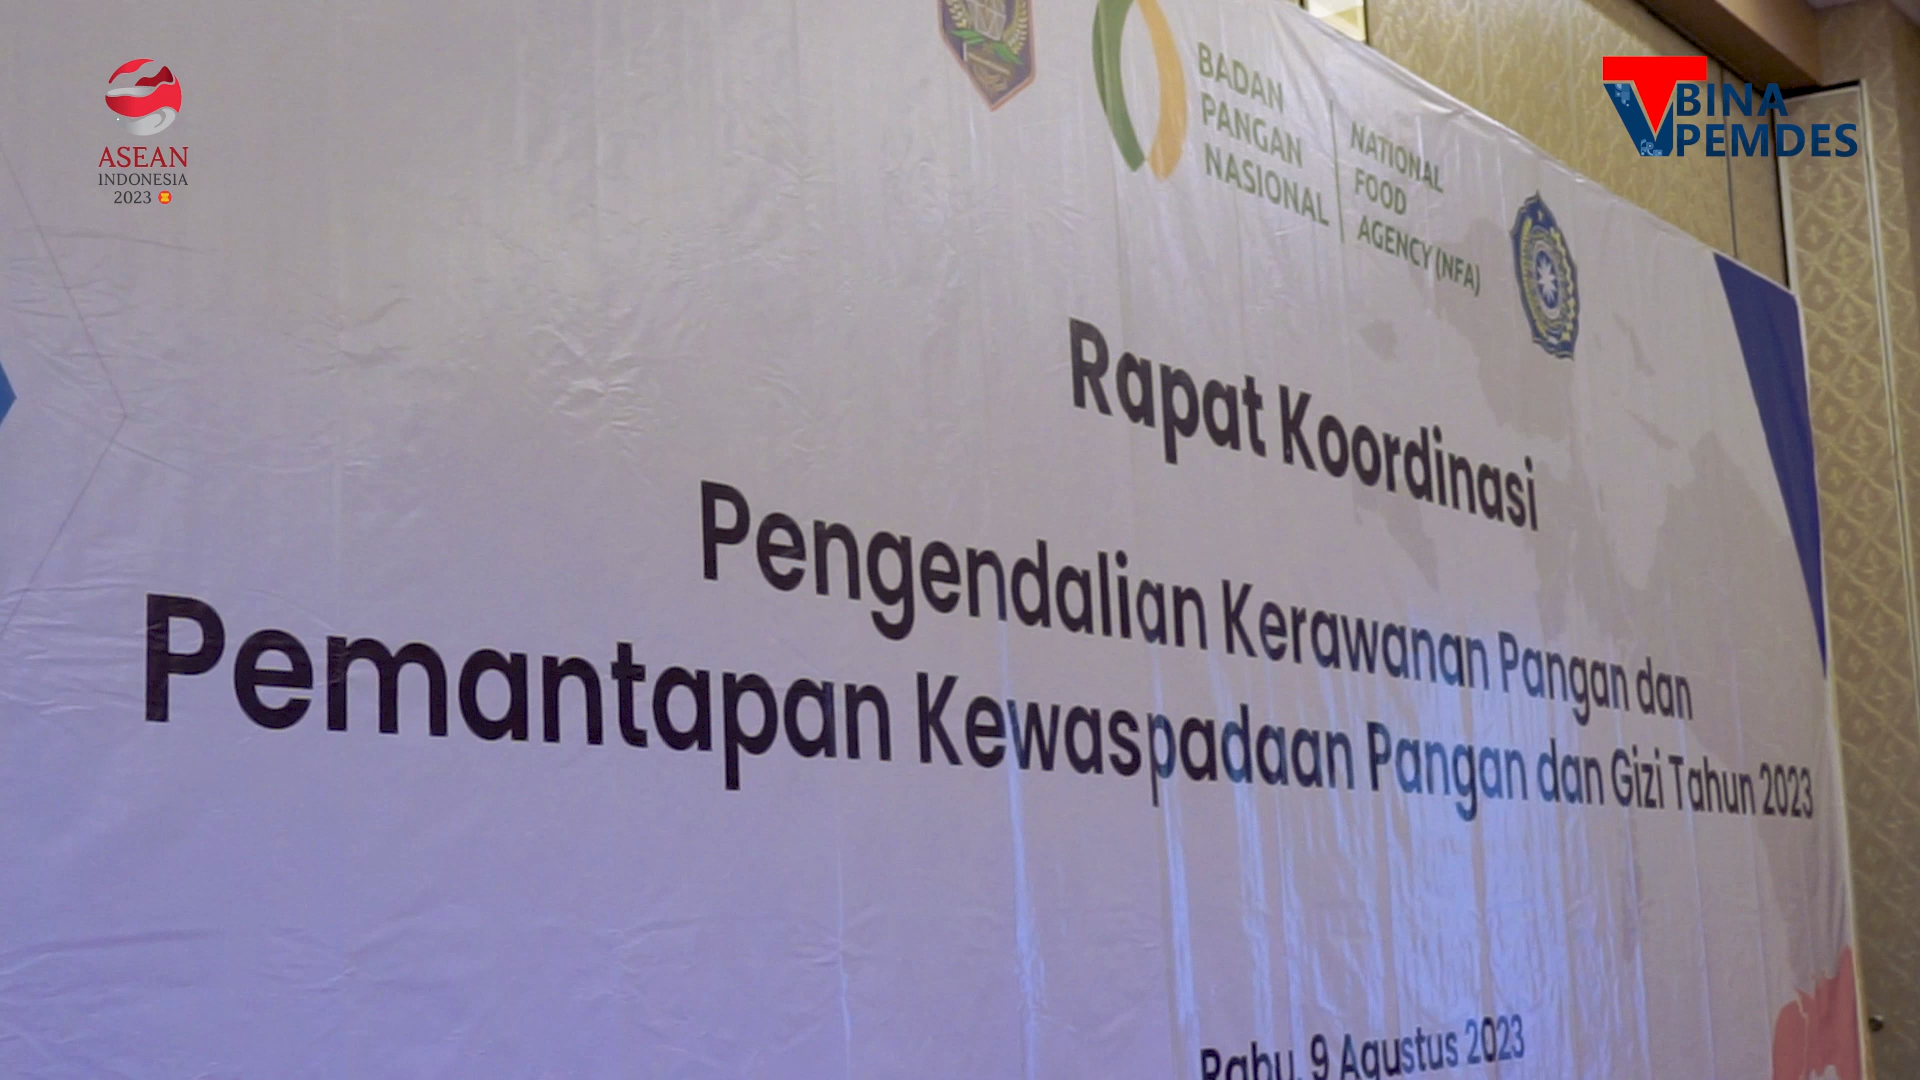 ASEAN
INDONESIA
2023
BINA
PEMDES
BADAN
PANGAN
NASIONAL
NATIONAL
FOOD
AGENCY (NFA)
Rapat Koordinasi
Pengendalian Kerawanan Pangan dan
Pemantapan Kewaspadaan Pangan dan Gizi Tahun 2023
Rabu, 9 Agustus 2023